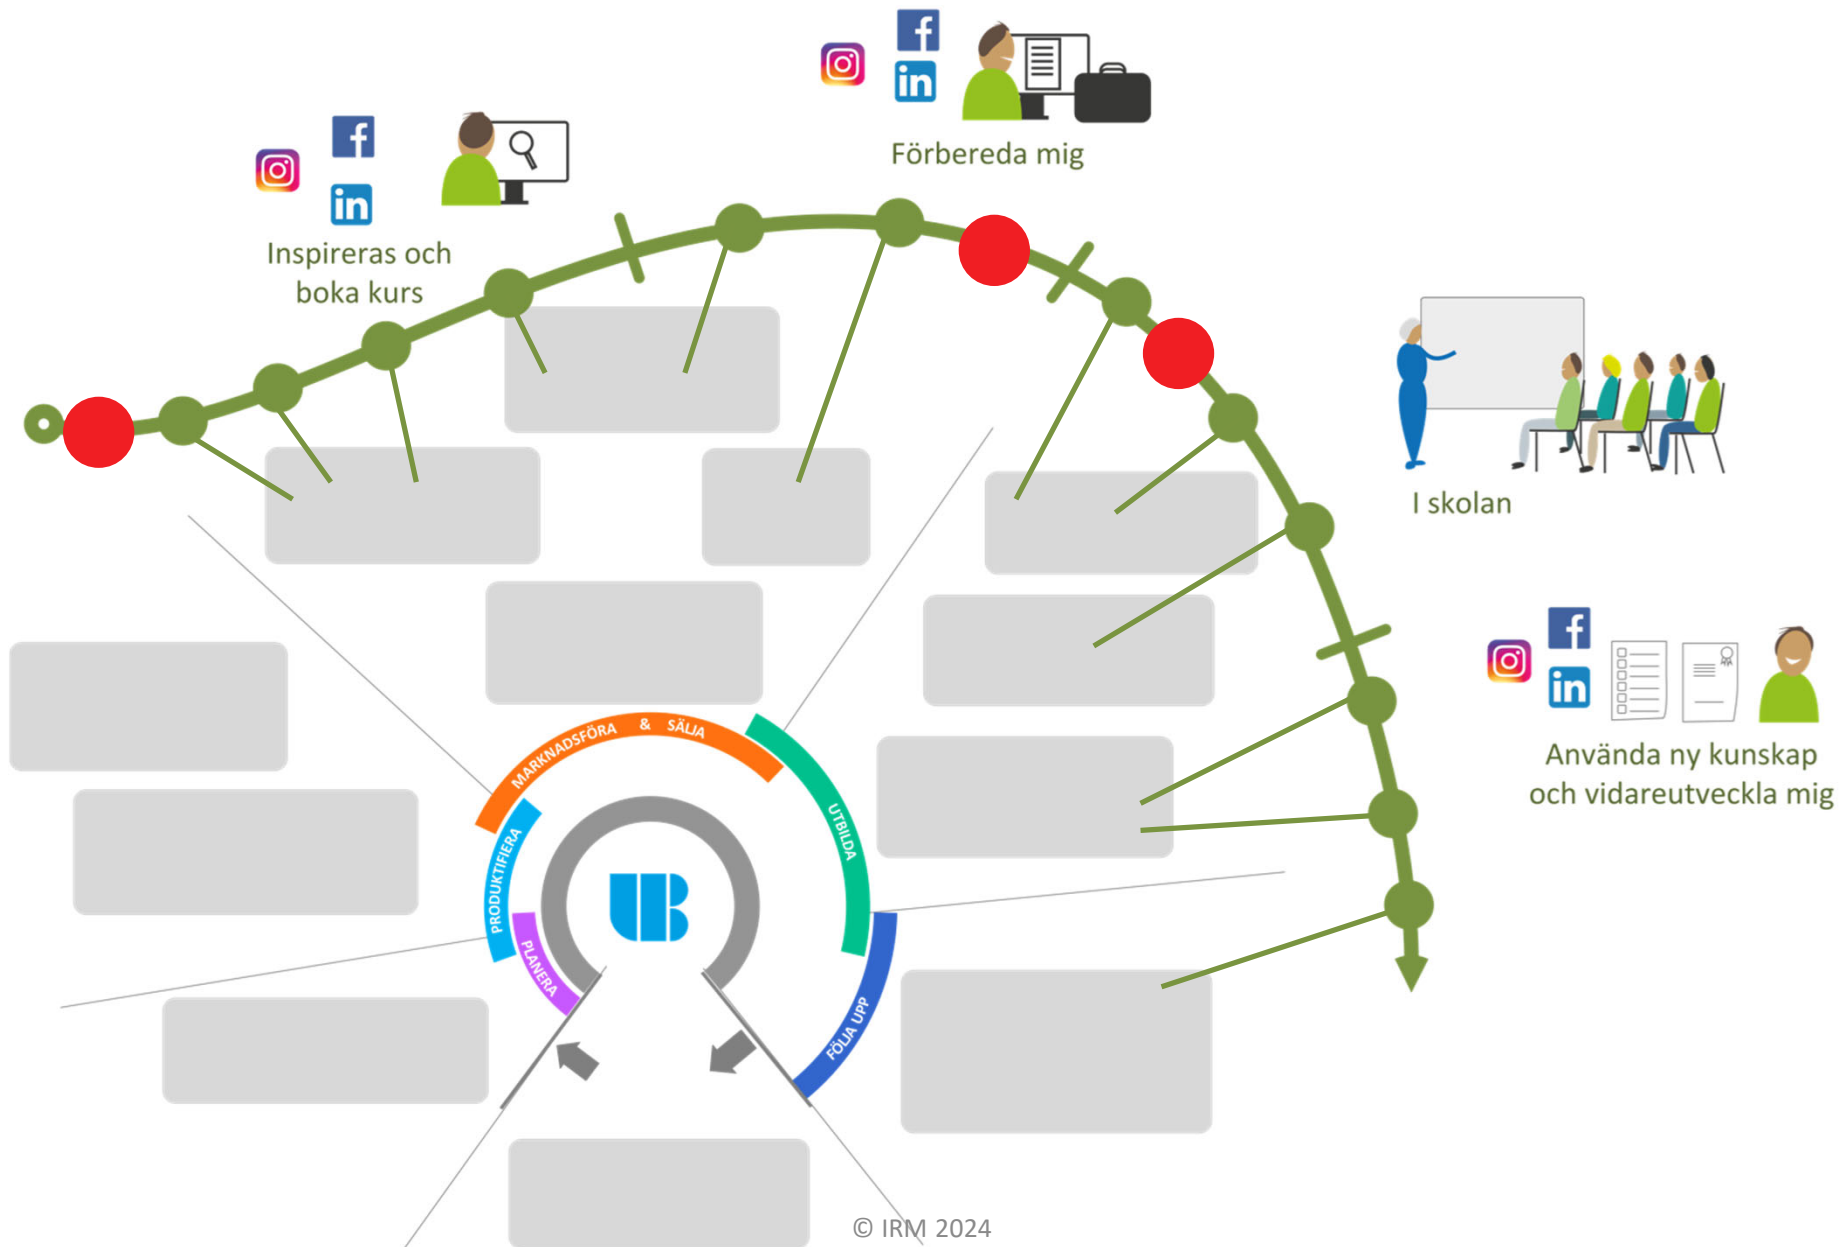 Förbereda mig
Inspireras och
boka kurs
I skolan
Använda ny kunskap
och vidareutveckla mig
MARKNADSFÖRA & SÄLJA
UTBILDA
PRODUKTIFIERA
PLANERA
FÖLJA UPP
© IRM 2024